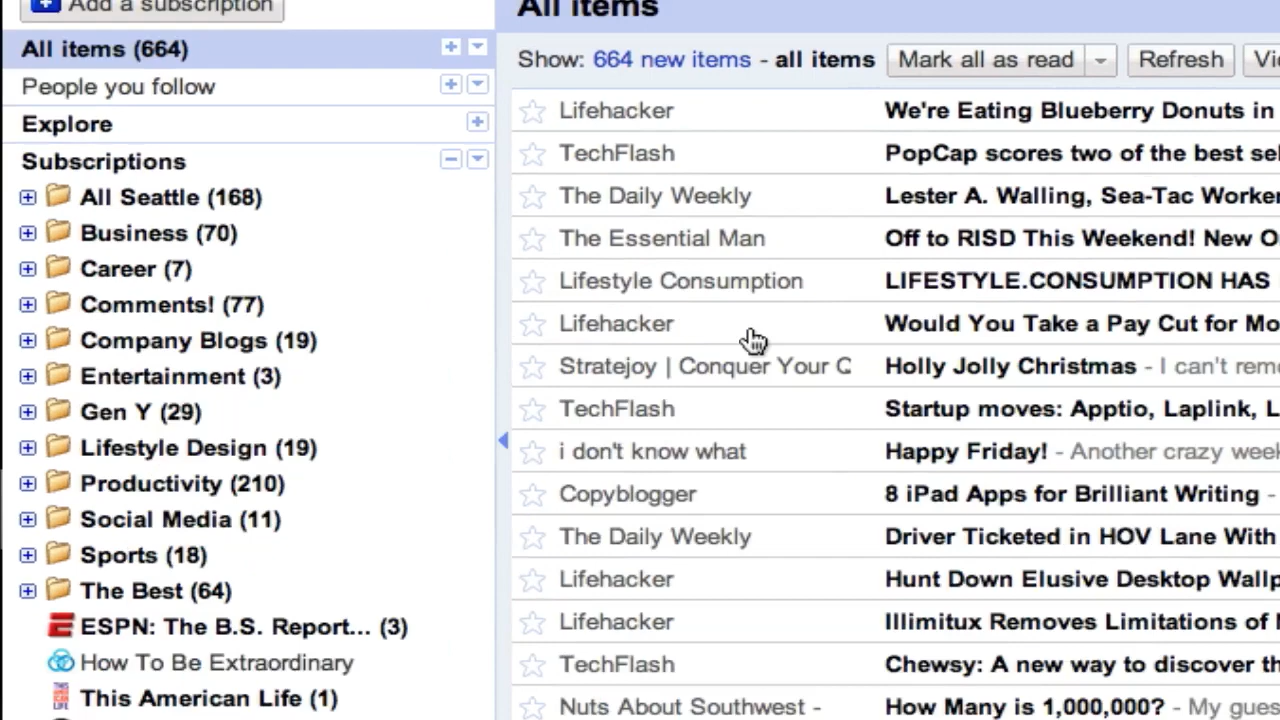 Add a subscription
All items (664)
People you follow
Explore
Subscriptions
All Seattle (168)
Business (70)
Career (7)
Comments! (77)
Company Blogs (19)
Entertainment (3)
Gen Y (29)
Lifestyle Design (19)
Productivity (210)
Social Media (11)
Sports (18)
The Best (64)
ESPN: The B.S. Report... (3)
How To Be Extraordinary
This American Life (1)
All items
Show: 664 new items - all items Mark all as read Refresh
Lifehacker We're Eating Blueberry Donuts in
TechFlash PopCap scores two of the best
The Daily Weekly Lester A. Walling, Sea-Tac
The Essential Man Off to RISD This Weekend! New
Lifestyle Consumption LIFESTYLE.CONSUMPTION HAS
Lifehacker Would You Take a Pay Cut for
Stratejoy | Conquer Your Holly Jolly Christmas - I can't
TechFlash Startup moves: Apptio, Laplink,
i don't know what Happy Friday! - Another crazy
Copyblogger 8 iPad Apps for Brilliant Writing -
The Daily Weekly Driver Ticketed in HOV Lane With
Lifehacker Hunt Down Elusive Desktop
Lifehacker Illimitux Removes Limitations of
TechFlash Chewsy: A new way to discover
Nuts About Southwest - How Many is 1,000,000? - My